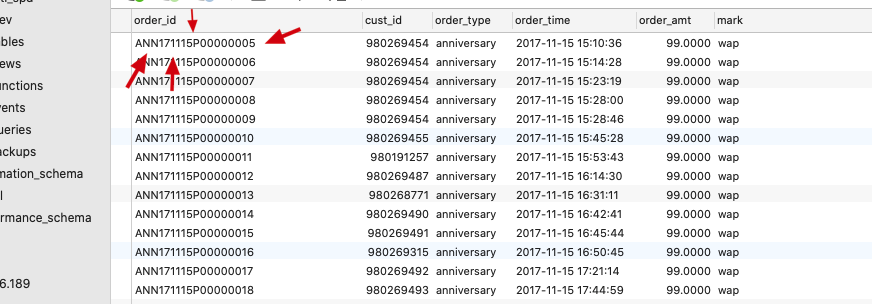 order_id cust_id order_type order_time order_amt mark
ev
bles ANN171115P00000005 980269454 anniversary 2017-11-15 15:10:36 99.0000 wap
ews ANN171115P00000006 980269454 anniversary 2017-11-15 15:14:28 99.0000 wap
nctions ANN171115P00000007 980269454 anniversary 2017-11-15 15:23:19 99.0000 wap
ents ANN171115P00000008 980269454 anniversary 2017-11-15 15:28:00 99.0000 wap
ueries ANN171115P00000009 980269454 anniversary 2017-11-15 15:28:46 99.0000 wap
ackups ANN171115P00000010 980269455 anniversary 2017-11-15 15:45:28 99.0000 wap
ANN171115P00000011 980191257 anniversary 2017-11-15 15:53:43 99.0000 wap
mation_schema ANN171115P00000012 980269487 anniversary 2017-11-15 16:14:30 99.0000 wap
l ANN171115P00000013 980268771 anniversary 2017-11-15 16:31:11 99.0000 wap
rmance_schema ANN171115P00000014 980269490 anniversary 2017-11-15 16:42:41 99.0000 wap
ANN171115P00000015 980269491 anniversary 2017-11-15 16:45:44 99.0000 wap
ANN171115P00000016 980269315 anniversary 2017-11-15 16:50:45 99.0000 wap
ANN171115P00000017 980269492 anniversary 2017-11-15 17:21:14 99.0000 wap
6.189 ANN171115P00000018 980269493 anniversary 2017-11-15 17:44:59 99.0000 wap